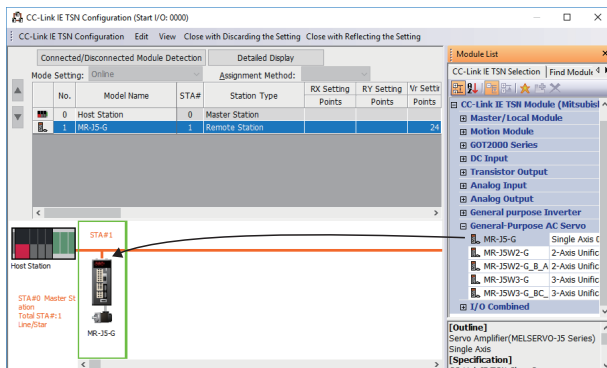 CC-Link IE TSN Configuration (Start I/O: 0000)
CC-Link IE TSN Configuration Edit View Close with Discarding the Setting Close with Reflecting the Setting
Connected/Disconnected Module Detection Detailed Display
Mode Setting: Online Assignment Method:
No. Model Name STA# Station Type RX Setting RY Setting Vr Settin
Points Points Points
0 Host Station 0 Master Station
1 MR-J5-G 1 Remote Station 24
STA#1
Host Station
STA#0 Master St
ation
Total STA#:1
Line/Star
MR-J5-G
Module List
CC-Link IE TSN Selection Find Module
CC-Link IE TSN Module (Mitsubish
Master/Local Module
Motion Module
GOT2000 Series
DC Input
Transistor Output
Analog Input
Analog Output
General purpose Inverter
General-Purpose AC Servo
MR-J5-G Single Axis
MR-J5W2-G 2-Axis Unific
MR-J5W2-G_B_A 2-Axis Unific
MR-J5W3-G 3-Axis Unific
MR-J5W3-G_BC_ 3-Axis Unific
I/O Combined
[Outline]
Servo Amplifier(MELSERVO-J5 Series)
Single Axis
[Specification]